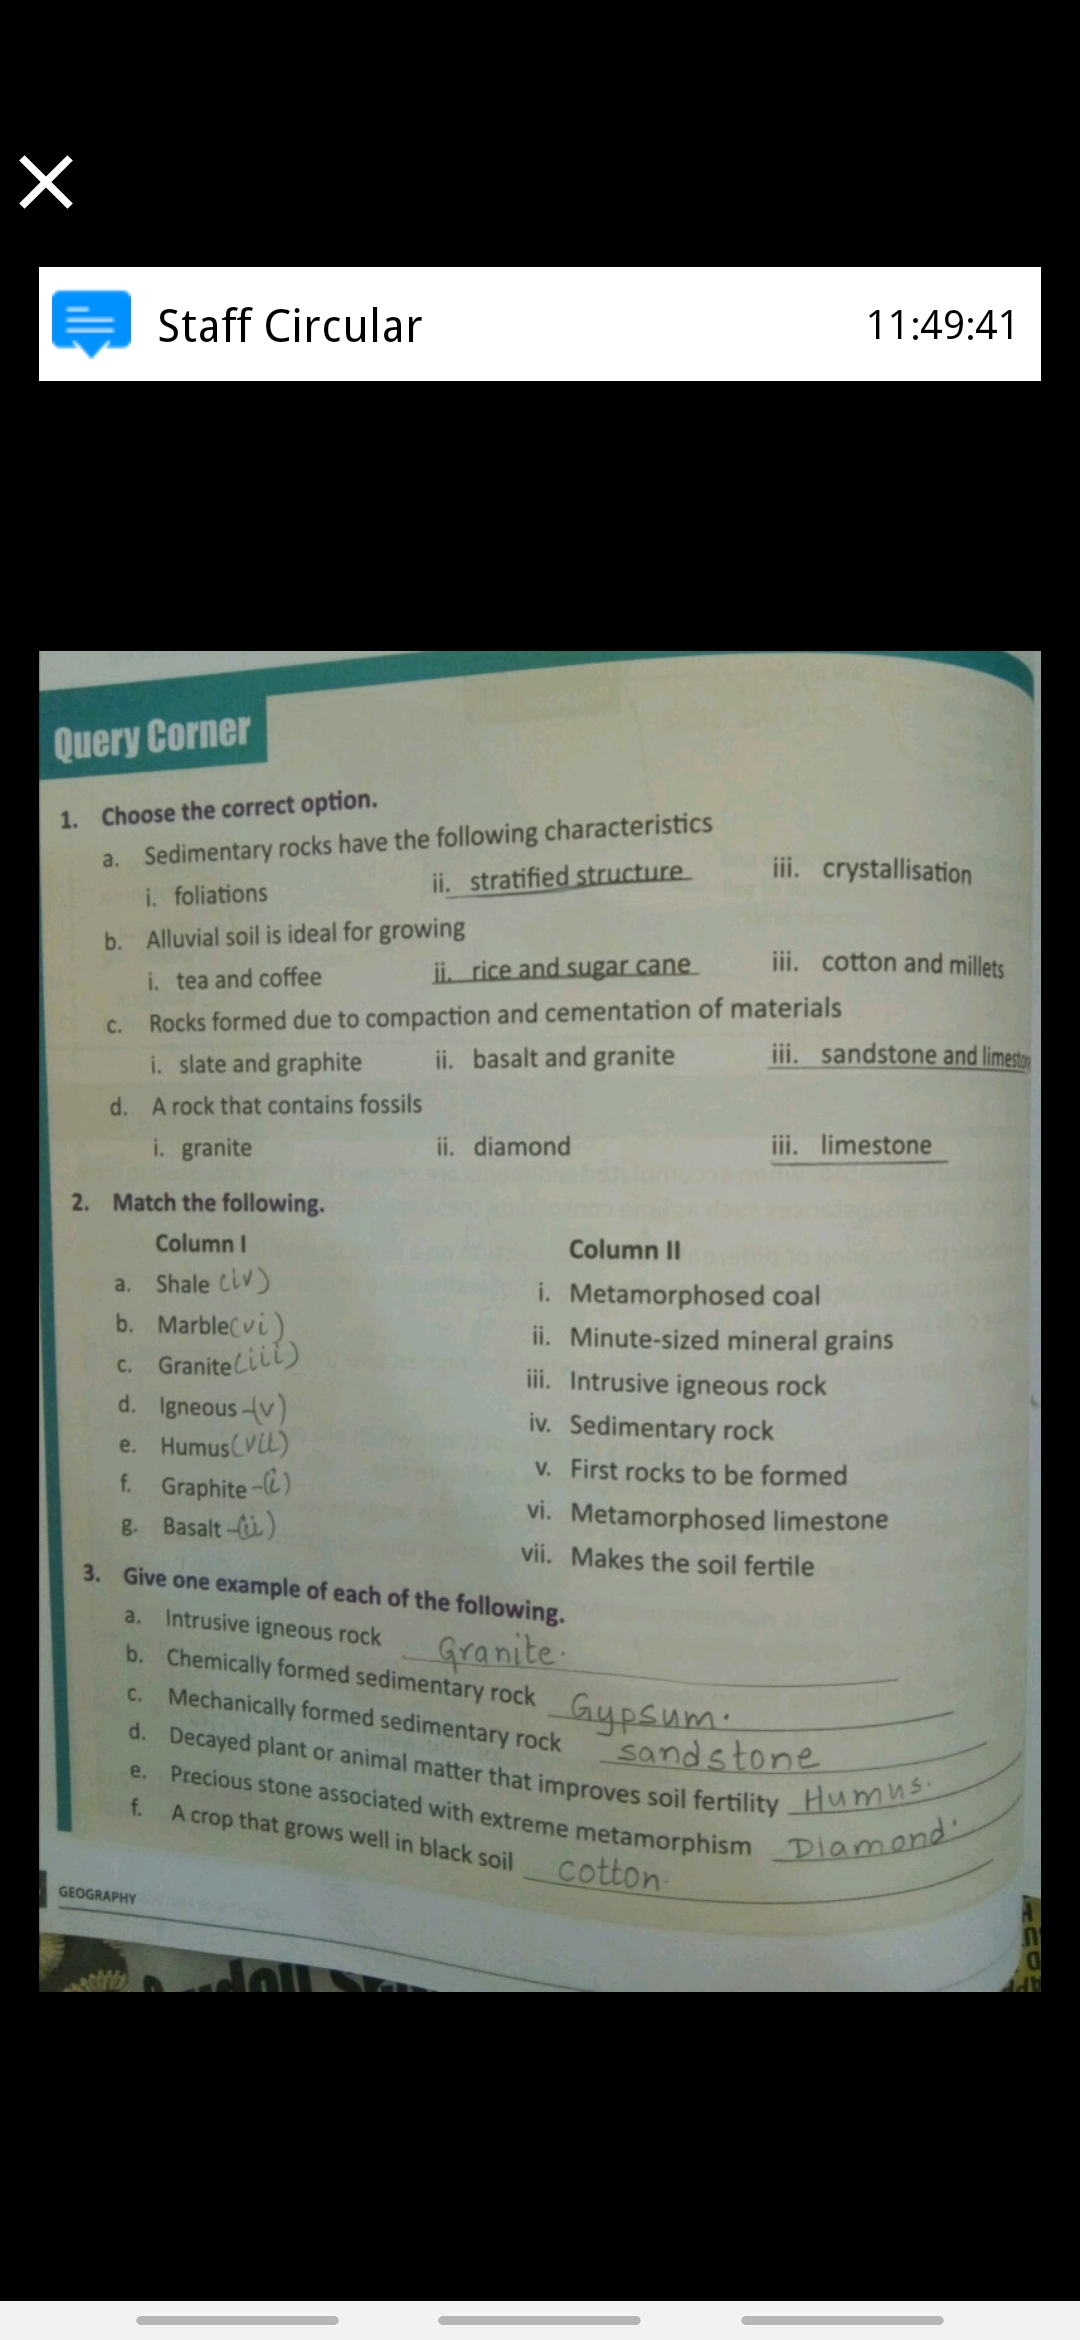 Staff Circular 11:49:41
Query Corner
1. Choose the correct option.
a. Sedimentary rocks have the following characteristics
i. foliations ii. stratified structure iii. crystallisation
b. Alluvial soil is ideal for growing
i. tea and coffee ii. rice and sugar cane iii. cotton and millets
c. Rocks formed due to compaction and cementation of materials
i. slate and graphite ii. basalt and granite iii. sandstone and limestone
d. A rock that contains fossils
i. granite ii. diamond iii. limestone
2. Match the following.
Column I Column II
a. Shale (iv) i. Metamorphosed coal
b. Marble (vi) ii. Minute-sized mineral grains
c. Granite (iii) iii. Intrusive igneous rock
d. Igneous -(v) iv. Sedimentary rock
e. Humus (vii) v. First rocks to be formed
f. Graphite -(i) vi. Metamorphosed limestone
g. Basalt -(ii) vii. Makes the soil fertile
3. Give one example of each of the following.
a. Intrusive igneous rock Granite.
b. Chemically formed sedimentary rock Gypsum.
c. Mechanically formed sedimentary rock sandstone
d. Decayed plant or animal matter that improves soil fertility Humus.
e. Precious stone associated with extreme metamorphism Diamond.
f. A crop that grows well in black soil cotton.
GEOGRAPHY